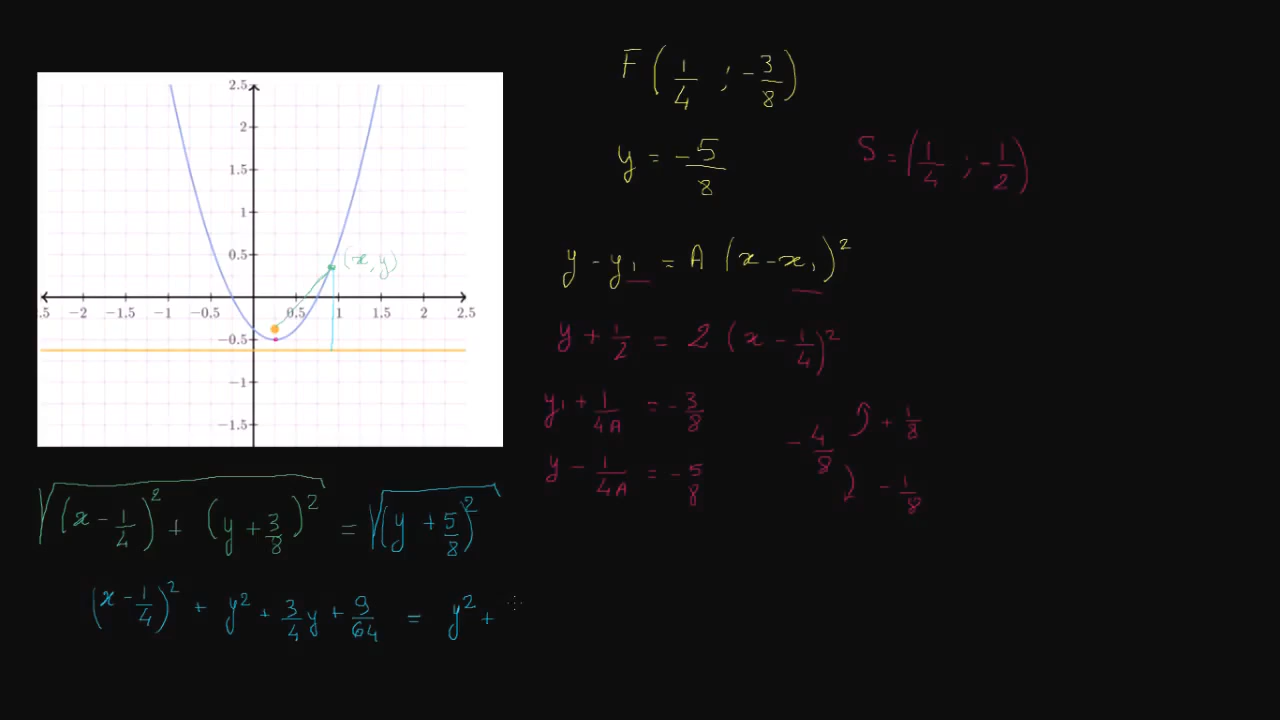 F(1/4 ; -3/8)
y = -5/8
S = (1/4 ; -1/2)
y - y₁ = A (x - x₁)²
y + 1/2 = 2 (x - 1/4)²
y₁ + 1/4A = -3/8
y - 1/4A = -5/8
-4/8
+ 1/8
- 1/8
2.5
2
1.5
1
0.5
(x, y)
.5 -2 -1.5 -1 -0.5 0.5 1 1.5 2 2.5
-0.5
-1
-1.5
√(x - 1/4)² + (y + 3/8)² = √(y + 5/8)²
(x - 1/4)² + y² + 3/4 y + 9/64 = y² +